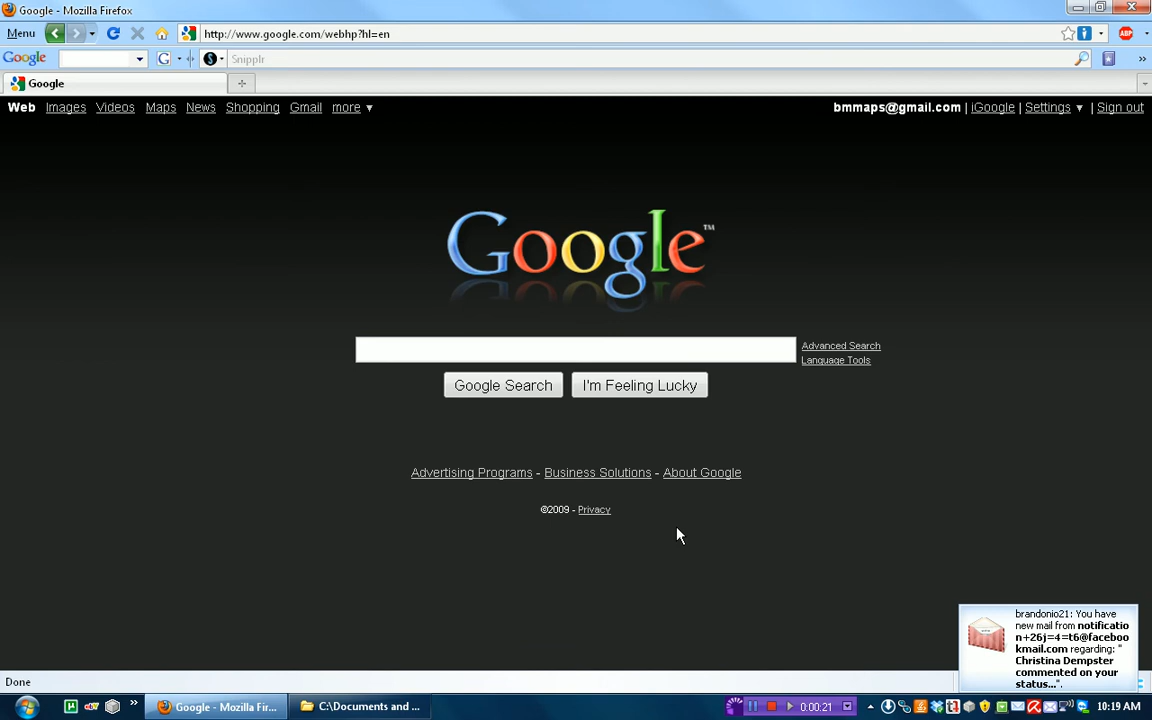 Google - Mozilla Firefox
Menu
http://www.google.com/webhp?hl=en
ABP
Google
G
S
Snipplr
»
Google
Web Images Videos Maps News Shopping Gmail more ▼
bmmaps@gmail.com | iGoogle | Settings ▼ | Sign out
Google™
Advanced Search
Language Tools
Google Search
I'm Feeling Lucky
Advertising Programs - Business Solutions - About Google
©2009 - Privacy
brandonio21: You have
new mail from notificatio
n+26j=4=t6@faceboo
kmail.com regarding: "
Christina Dempster
commented on your
status...".
Done
»
Google - Mozilla Fir...
C:\Documents and ...
0:00:21
10:19 AM